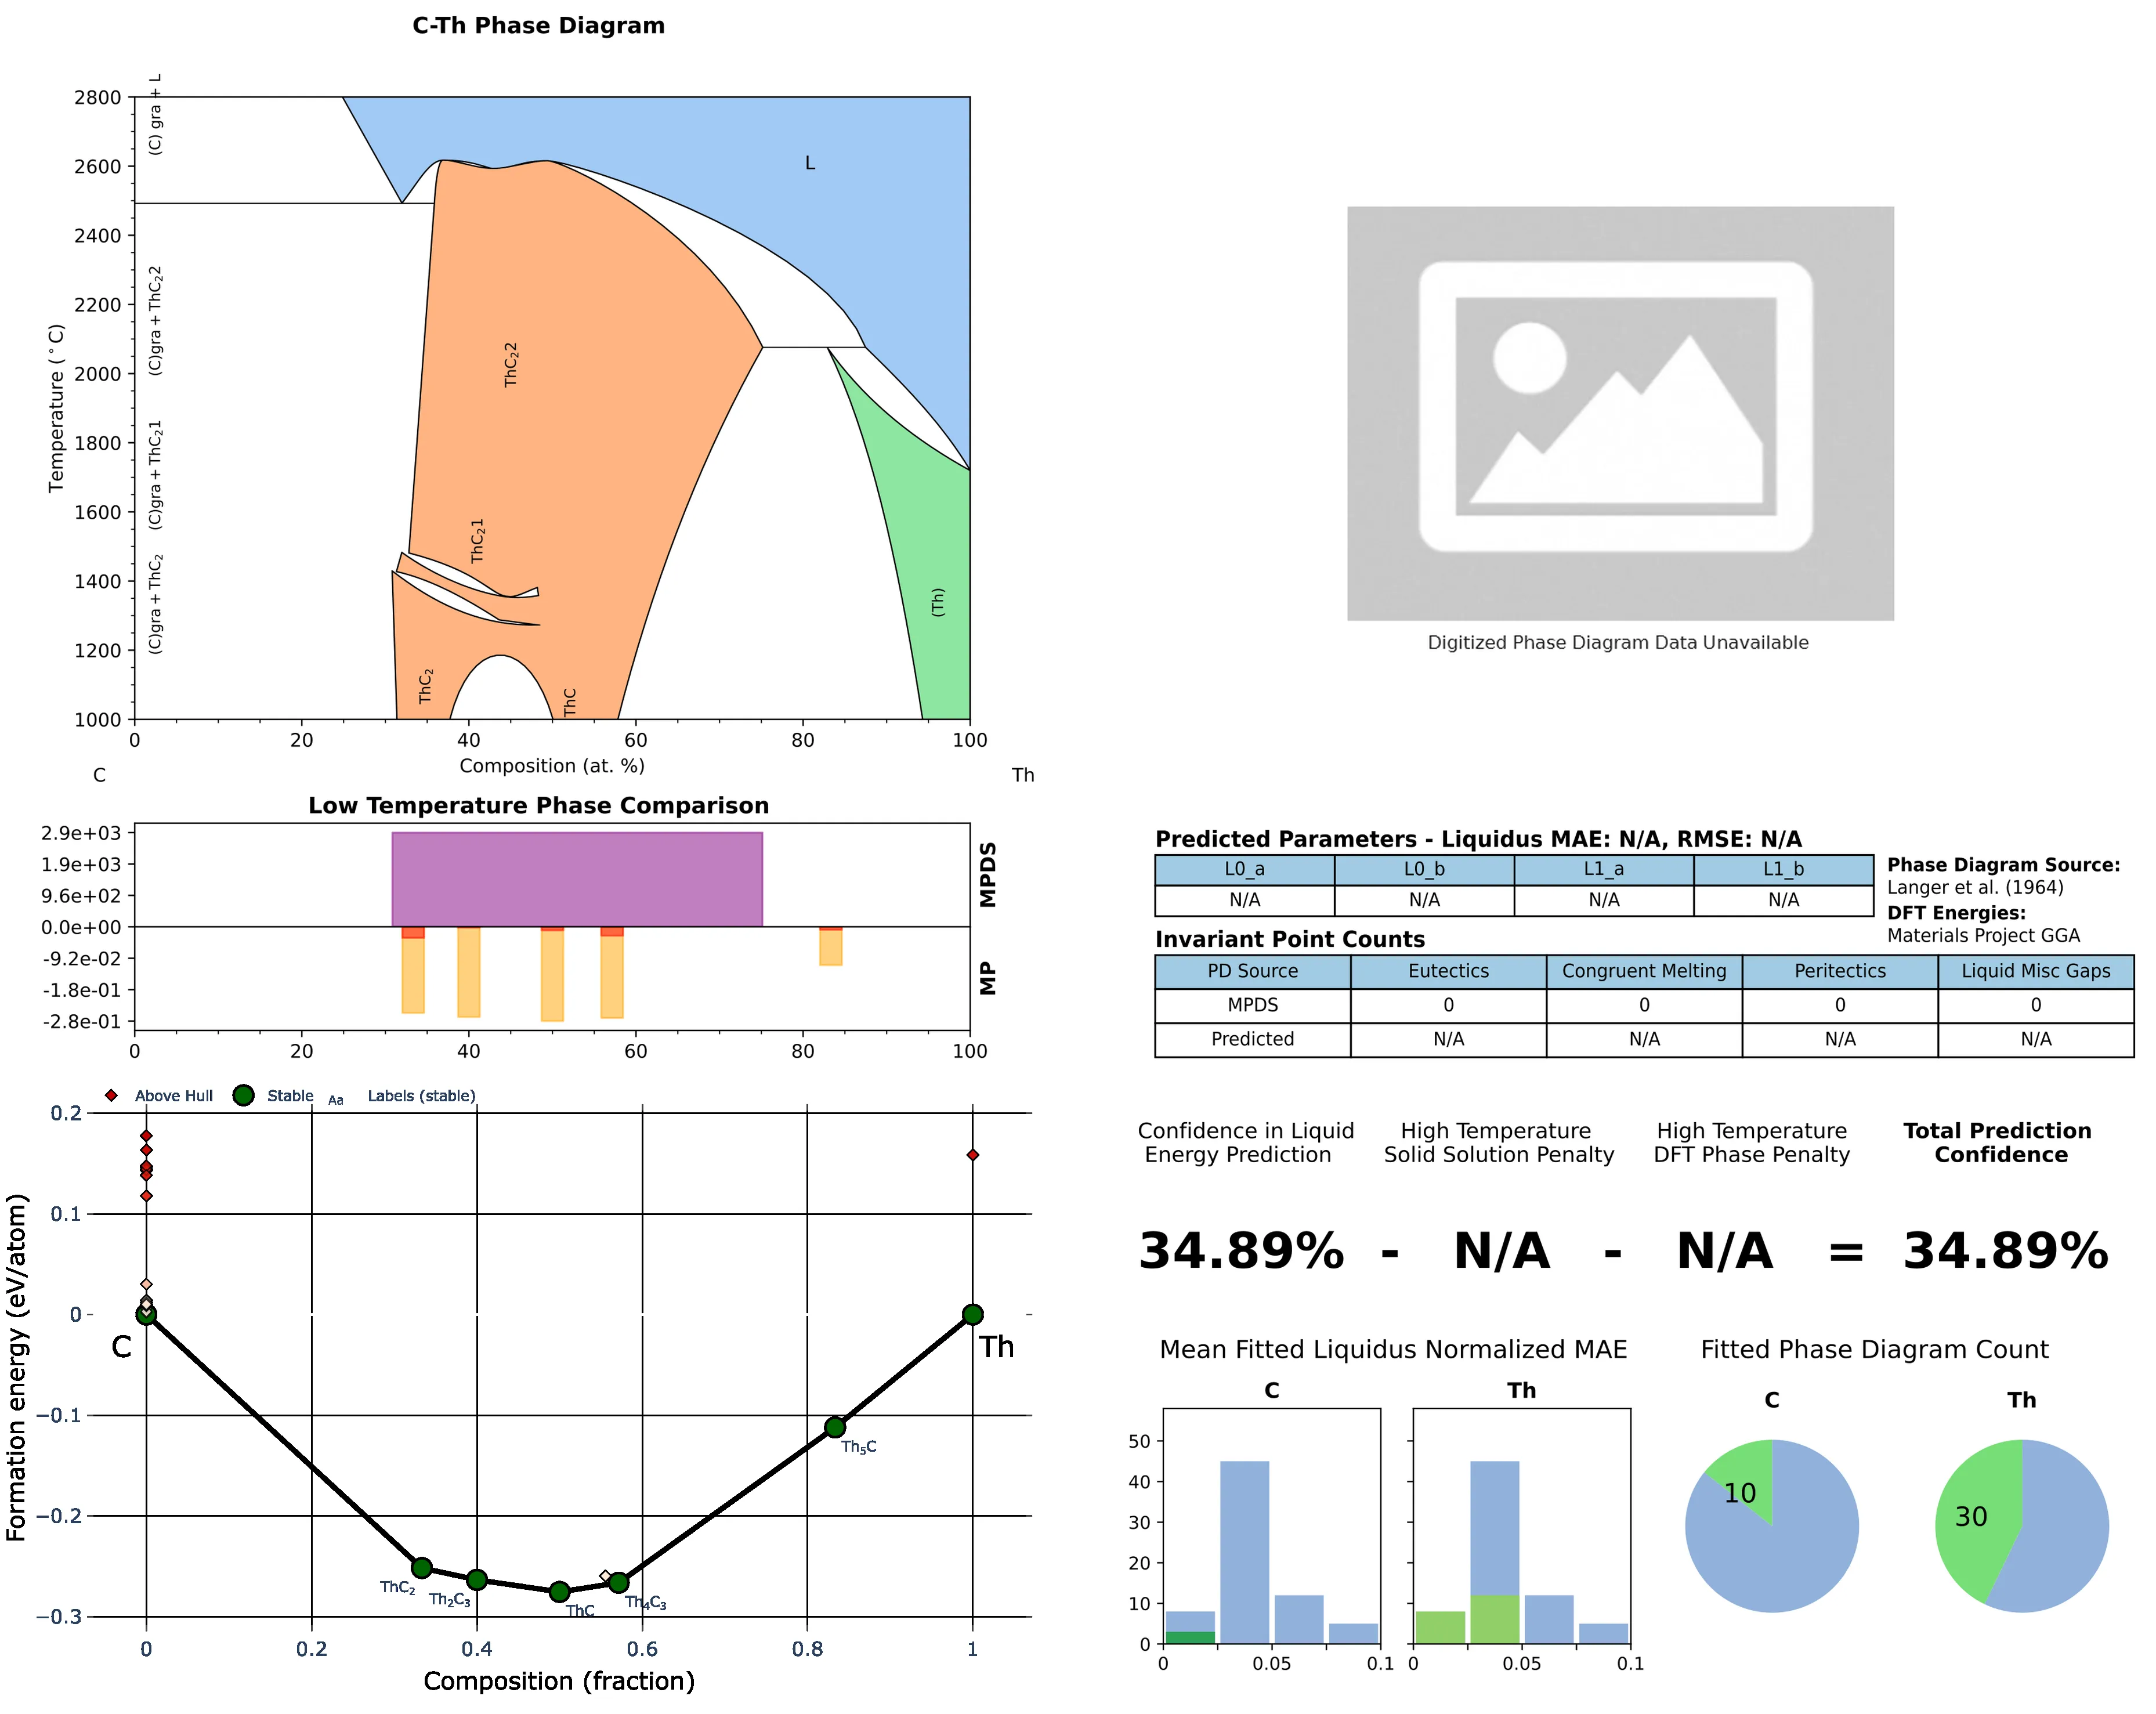 C-Th Phase Diagram
2800
2600
2400
2200
2000
1800
1600
1400
1200
1000
Temperature (°C)
(C) gra + L
(C)gra + ThC₂2
(C)gra + ThC₂1
(C)gra + ThC₂
L
ThC₂2
ThC₂1
ThC₂
ThC
(Th)
0 20 40 60 80 100
Composition (at. %)
C Th
Digitized Phase Diagram Data Unavailable
Low Temperature Phase Comparison
2.9e+03
1.9e+03
9.6e+02
0.0e+00
-9.2e-02
-1.8e-01
-2.8e-01
MPDS
MP
0 20 40 60 80 100
Predicted Parameters - Liquidus MAE: N/A, RMSE: N/A
L0_a L0_b L1_a L1_b
N/A N/A N/A N/A
Phase Diagram Source:
Langer et al. (1964)
DFT Energies:
Materials Project GGA
Invariant Point Counts
PD Source Eutectics Congruent Melting Peritectics Liquid Misc Gaps
MPDS 0 0 0 0
Predicted N/A N/A N/A N/A
Above Hull Stable Aa Labels (stable)
0.2
0.1
0
−0.1
−0.2
−0.3
Formation energy (eV/atom)
C
Th
Th₅C
ThC₂
Th₂C₃
ThC
Th₄C₃
0 0.2 0.4 0.6 0.8 1
Composition (fraction)
Confidence in Liquid
Energy Prediction
High Temperature
Solid Solution Penalty
High Temperature
DFT Phase Penalty
Total Prediction
Confidence
34.89% - N/A - N/A = 34.89%
Mean Fitted Liquidus Normalized MAE
C
Th
50
40
30
20
10
0
0 0.05 0.1
0 0.05 0.1
Fitted Phase Diagram Count
C
10
Th
30